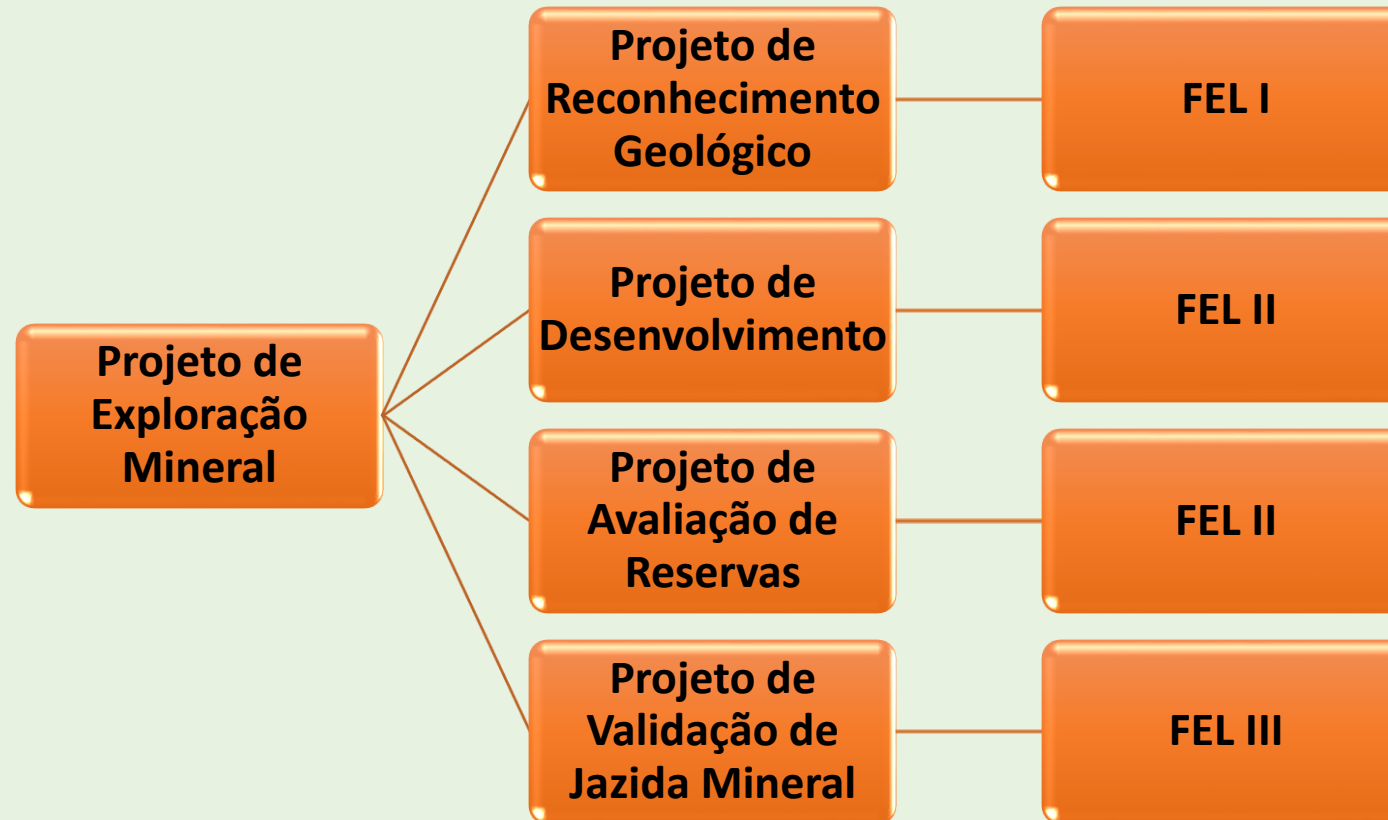 Projeto de
Exploração
Mineral
Projeto de
Reconhecimento
Geológico
FEL I
Projeto de
Desenvolvimento
FEL II
Projeto de
Avaliação de
Reservas
FEL II
Projeto de
Validação de
Jazida Mineral
FEL III